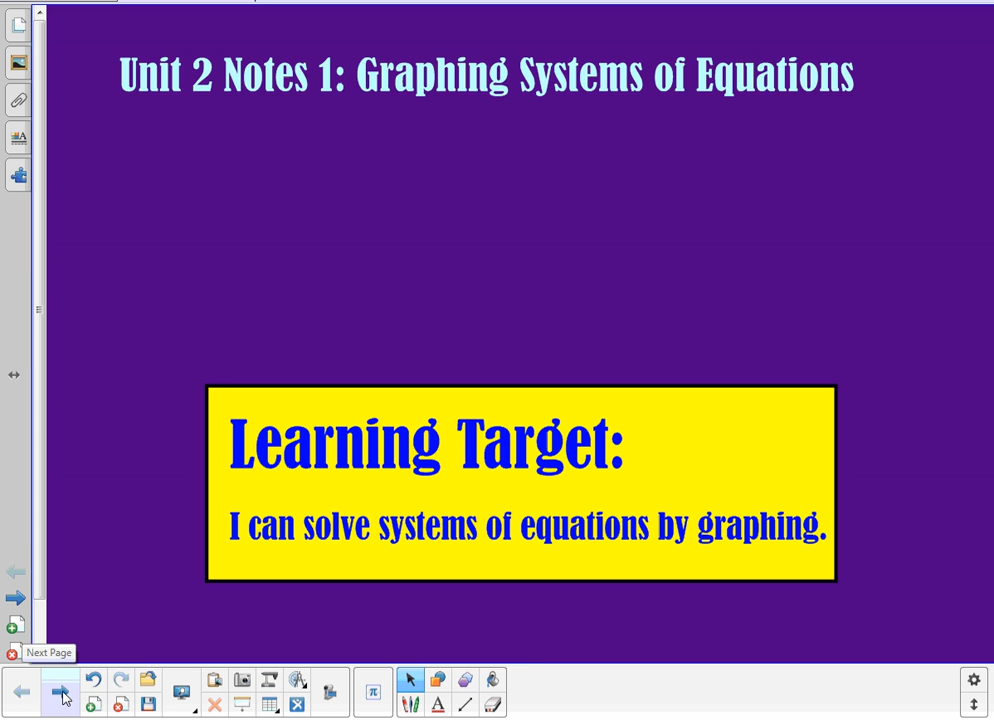 Unit 2 Notes 1: Graphing Systems of Equations
Learning Target:
I can solve systems of equations by graphing.
Next Page
A
π
A